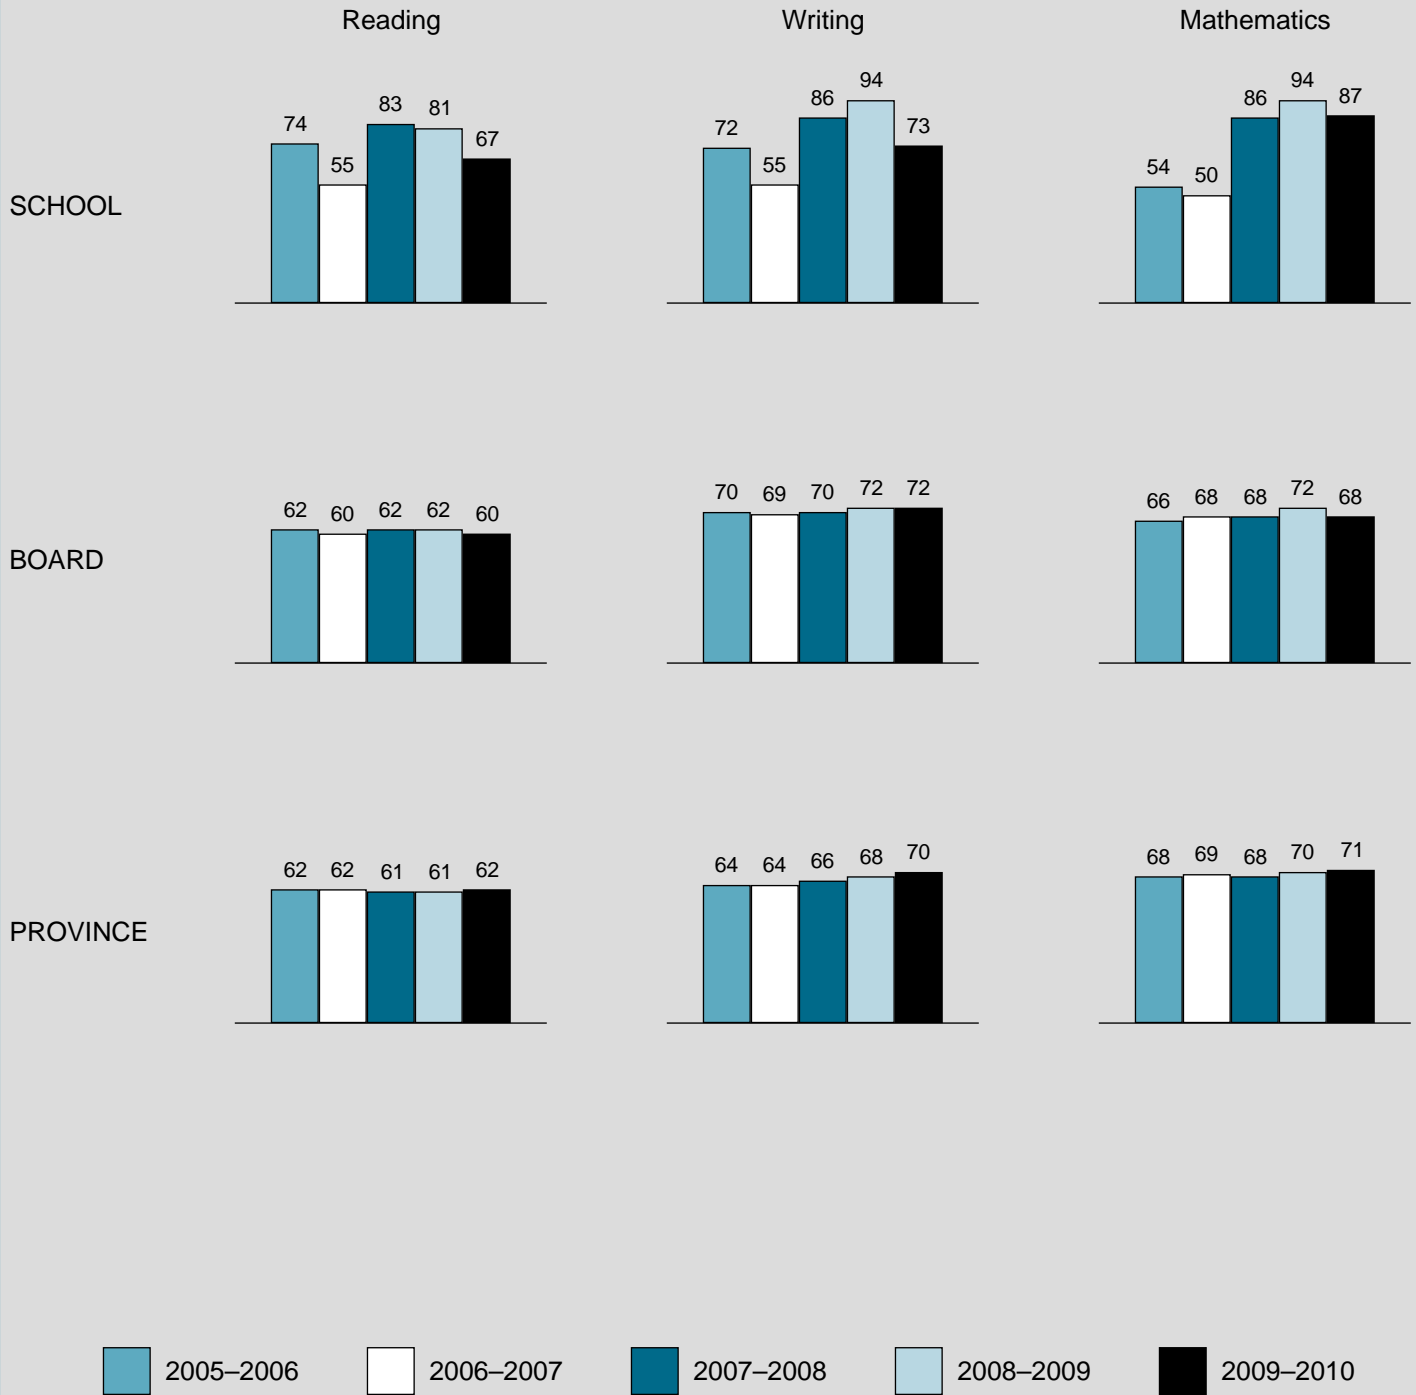 Reading Writing Mathematics
SCHOOL
74 55 83 81 67
72 55 86 94 73
54 50 86 94 87
BOARD
62 60 62 62 60
70 69 70 72 72
66 68 68 72 68
PROVINCE
62 62 61 61 62
64 64 66 68 70
68 69 68 70 71
2005–2006 2006–2007 2007–2008 2008–2009 2009–2010